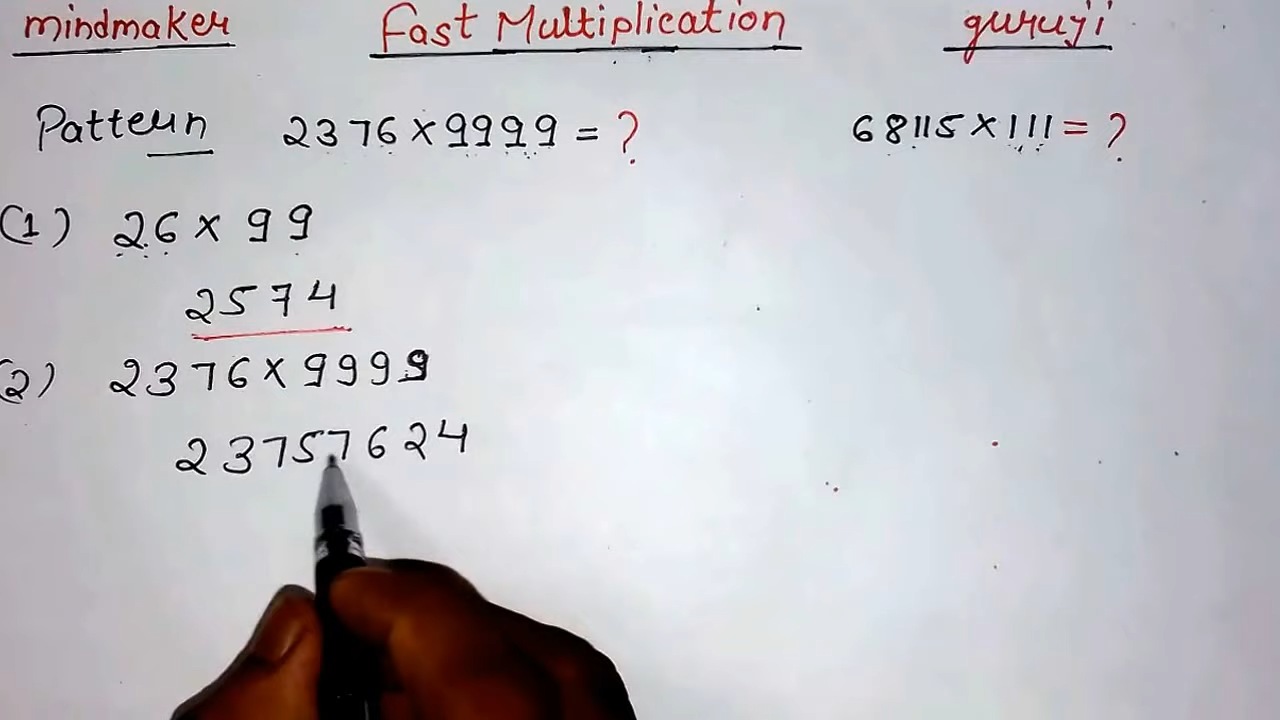 mindmaker Fast Multiplication guruji
Pattern 2376×9999=? 68115×111=?
(1) 26×99
2574
(2) 2376×9999
23757624